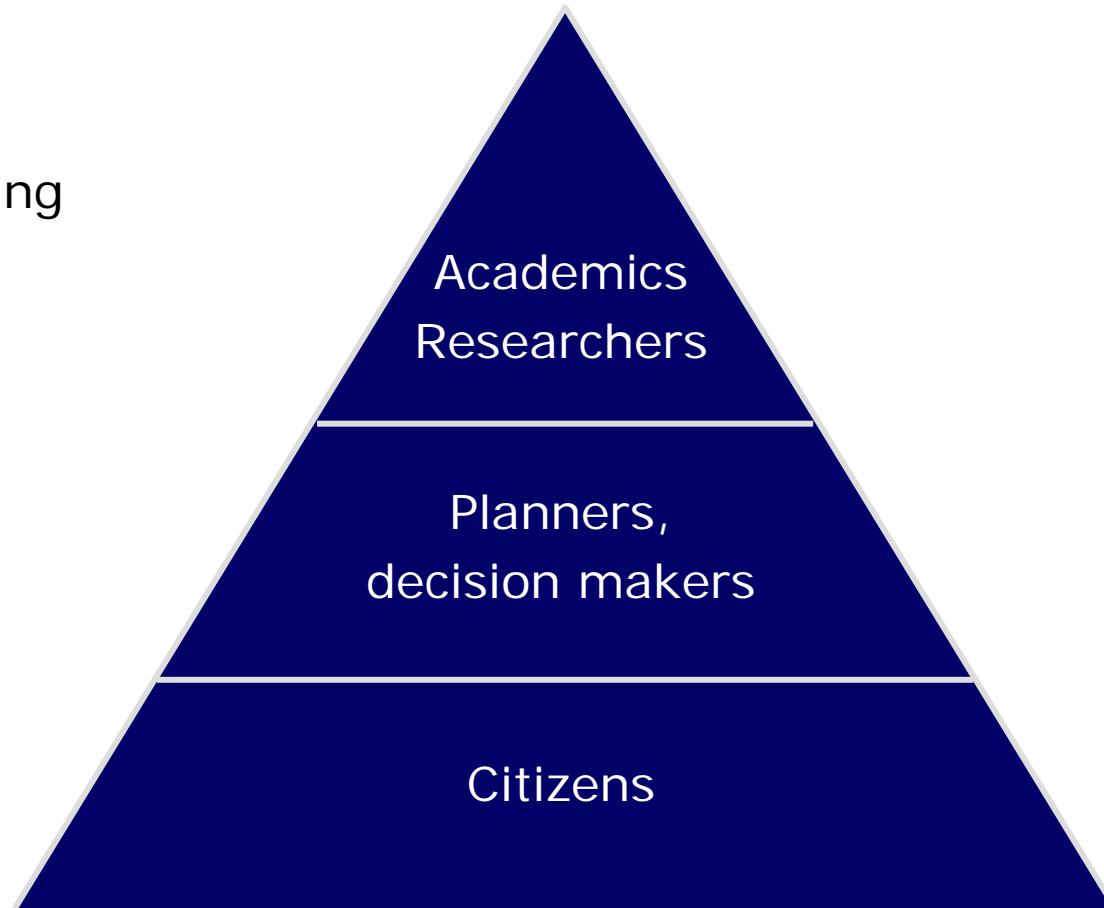 ng
Academics
Researchers
Planners,
decision makers
Citizens